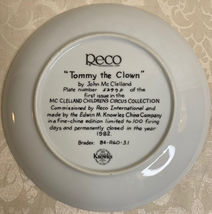 Reco
"Tommy the Clown"
by John McClelland
Plate number of the
first issue in the
MC CLELLAND CHILDREN'S CIRCUS COLLECTION
Commissioned by Reco International and
made by the Edwin M. Knowles China Company
in a fine-china edition limited to 100 firing
days and permanently closed in the year
1982.
Bradex: 84-R60-3.1
Knowles